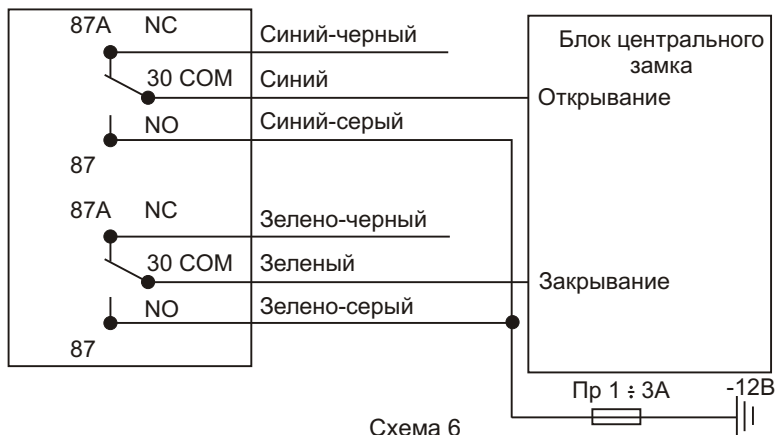 87A NC
Синий-черный
30 COM
Синий
NO
Синий-серый
87
87A NC
Зелено-черный
30 COM
Зеленый
NO
Зелено-серый
87
Блок центрального
замка
Открывание
Закрывание
Пр 1 ÷ 3А
-12В
Схема 6